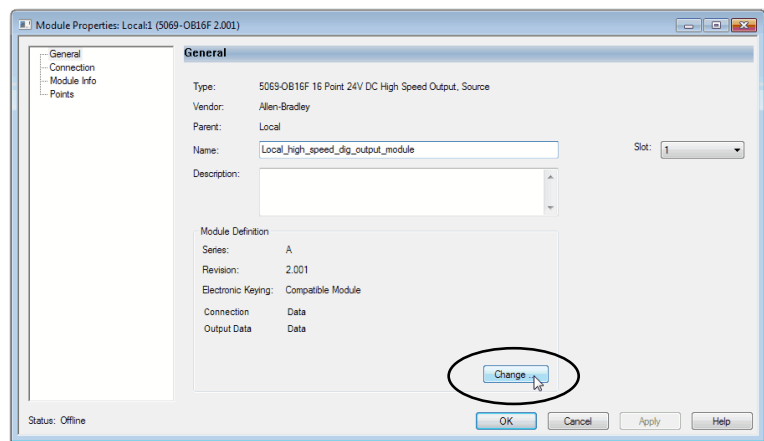 Module Properties: Local:1 (5069-OB16F 2.001)
General
Connection
Module Info
Points
General
Type: 5069-OB16F 16 Point 24V DC High Speed Output, Source
Vendor: Allen-Bradley
Parent: Local
Name: Local_high_speed_dig_output_module
Slot: 1
Description:
Module Definition
Series: A
Revision: 2.001
Electronic Keying: Compatible Module
Connection Data
Output Data Data
Change ...
Status: Offline
OK Cancel Apply Help